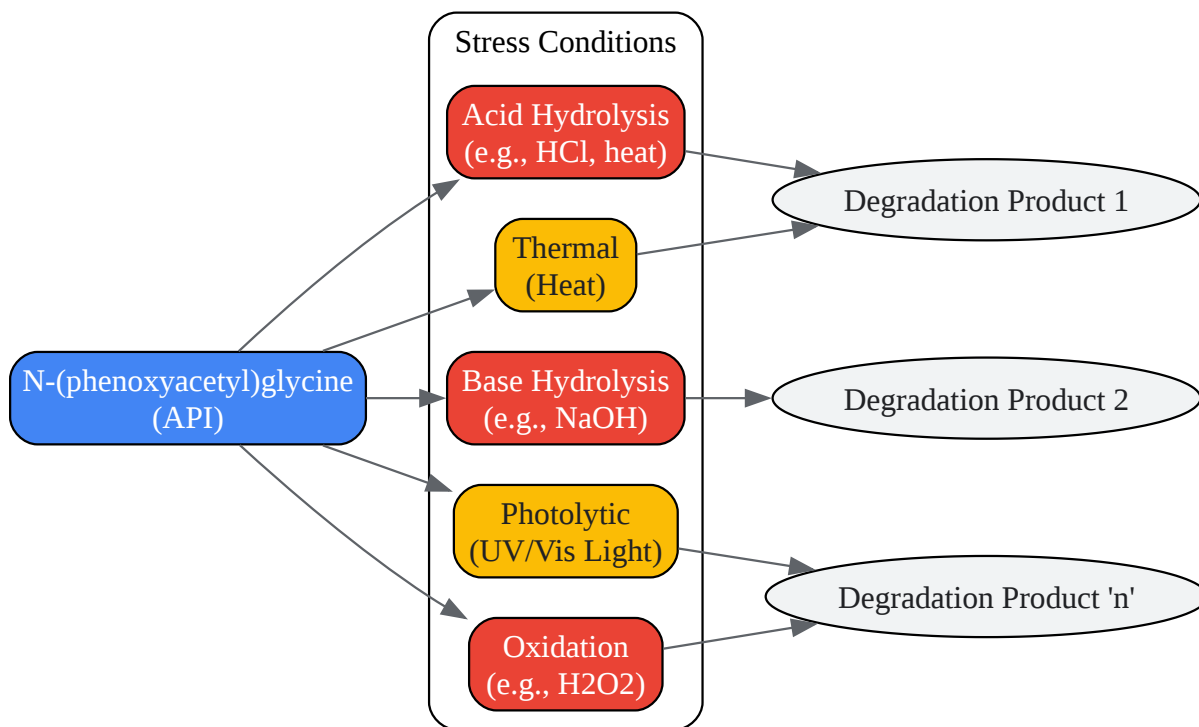 Stress Conditions
Acid Hydrolysis
(e.g., HCl, heat)
Degradation Product 1
Thermal
(Heat)
N-(phenoxyacetyl)glycine
(API)
Base Hydrolysis
(e.g., NaOH)
Degradation Product 2
Photolytic
(UV/Vis Light)
Degradation Product 'n'
Oxidation
(e.g., H2O2)